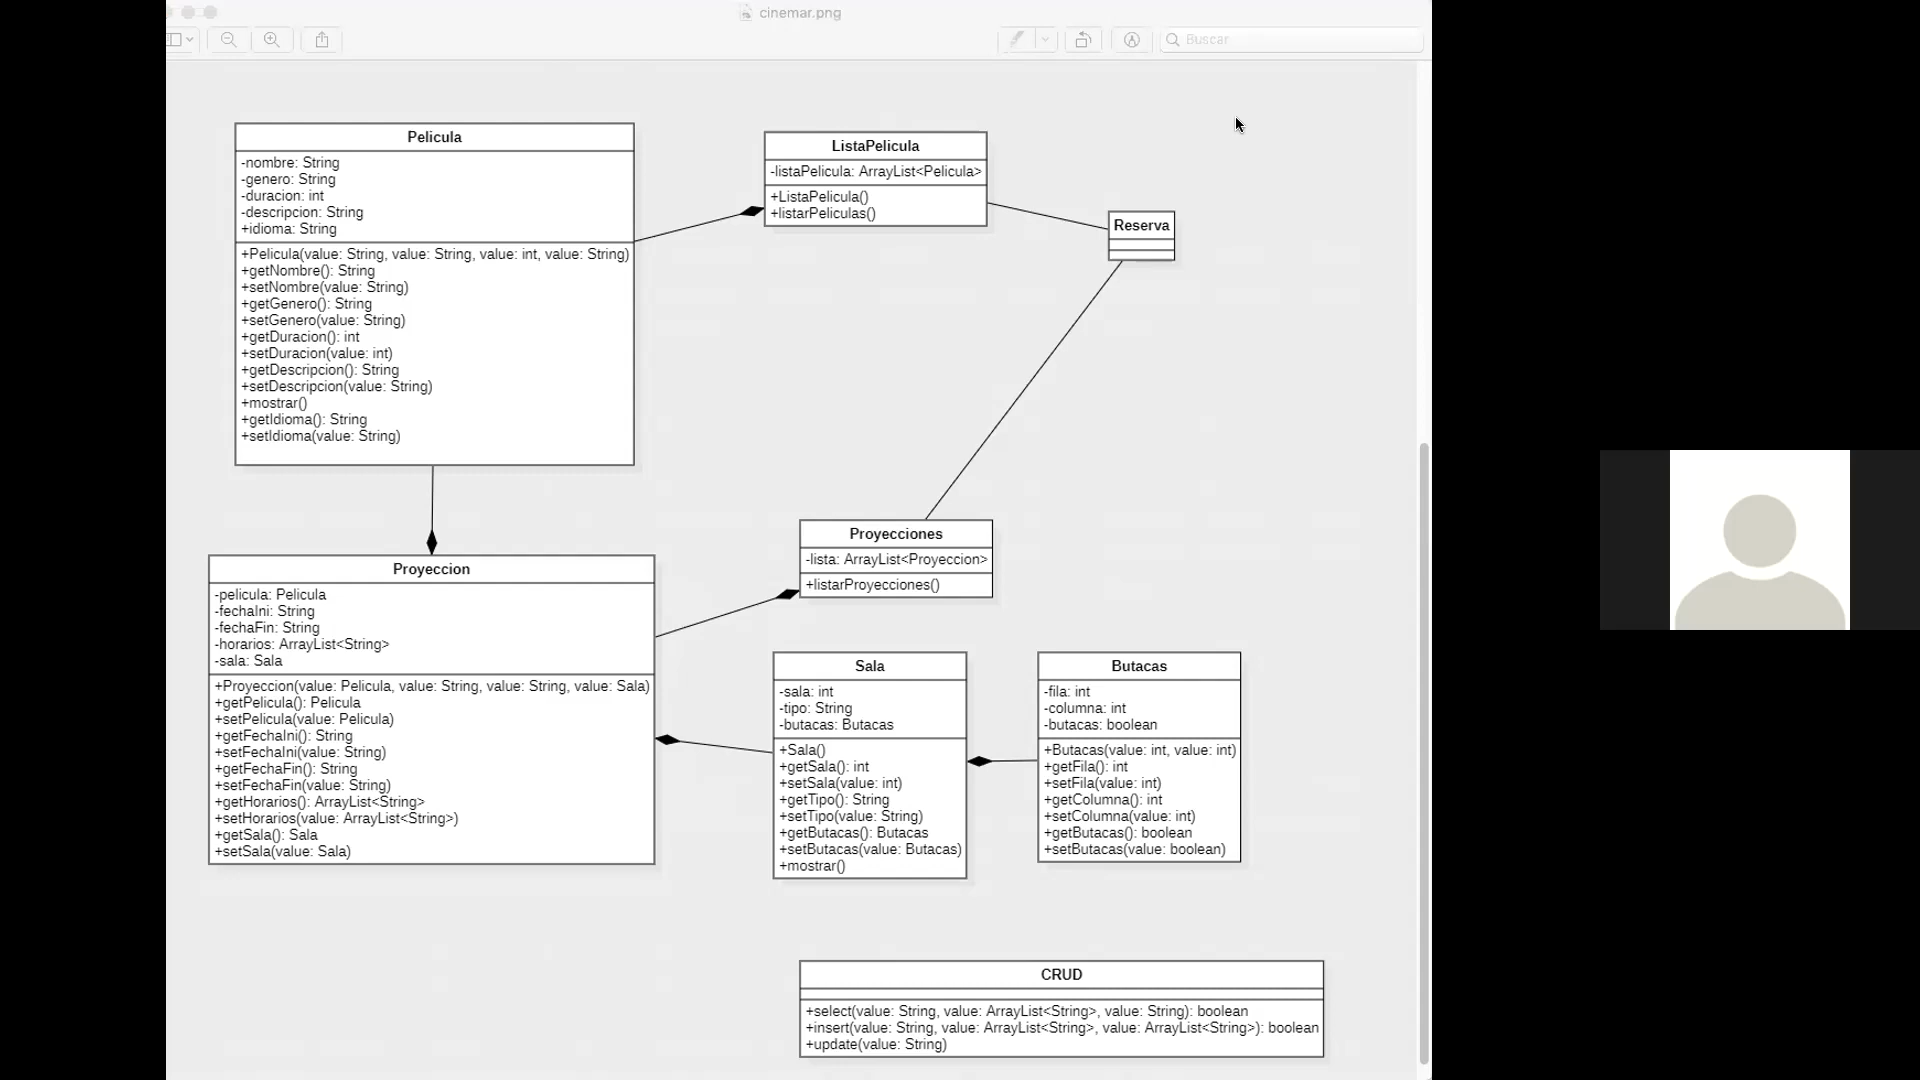 cinemar.png
Buscar
Pelicula
-nombre: String
-genero: String
-duracion: int
-descripcion: String
+idioma: String
+Pelicula(value: String, value: String, value: int, value: String)
+getNombre(): String
+setNombre(value: String)
+getGenero(): String
+setGenero(value: String)
+getDuracion(): int
+setDuracion(value: int)
+getDescripcion(): String
+setDescripcion(value: String)
+mostrar()
+getIdioma(): String
+setIdioma(value: String)
ListaPelicula
-listaPelicula: ArrayList<Pelicula>
+ListaPelicula()
+listarPeliculas()
Reserva
Proyecciones
-lista: ArrayList<Proyeccion>
+listarProyecciones()
Proyeccion
-pelicula: Pelicula
-fechaIni: String
-fechaFin: String
-horarios: ArrayList<String>
-sala: Sala
+Proyeccion(value: Pelicula, value: String, value: String, value: Sala)
+getPelicula(): Pelicula
+setPelicula(value: Pelicula)
+getFechaIni(): String
+setFechaIni(value: String)
+getFechaFin(): String
+setFechaFin(value: String)
+getHorarios(): ArrayList<String>
+setHorarios(value: ArrayList<String>)
+getSala(): Sala
+setSala(value: Sala)
Sala
-sala: int
-tipo: String
-butacas: Butacas
+Sala()
+getSala(): int
+setSala(value: int)
+getTipo(): String
+setTipo(value: String)
+getButacas(): Butacas
+setButacas(value: Butacas)
+mostrar()
Butacas
-fila: int
-columna: int
-butacas: boolean
+Butacas(value: int, value: int)
+getFila(): int
+setFila(value: int)
+getColumna(): int
+setColumna(value: int)
+getButacas(): boolean
+setButacas(value: boolean)
CRUD
+select(value: String, value: ArrayList<String>, value: String): boolean
+insert(value: String, value: ArrayList<String>, value: ArrayList<String>): boolean
+update(value: String)